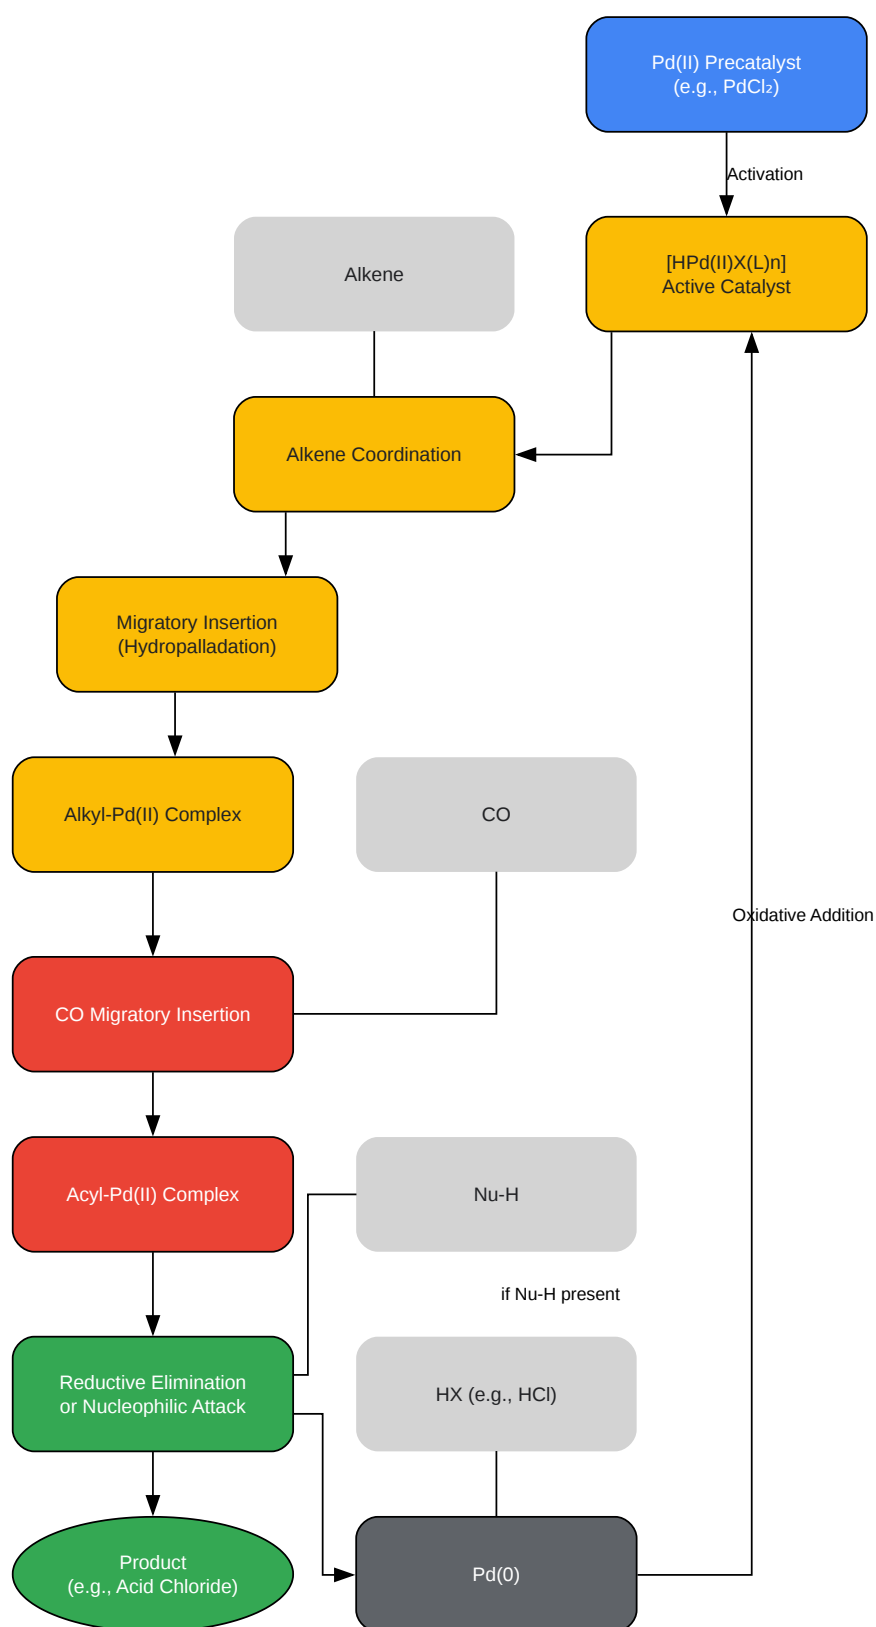 Pd(II) Precatalyst
(e.g., PdCl₂)
Activation
[HPd(II)X(L)n]
Active Catalyst
Alkene
Alkene Coordination
Migratory Insertion
(Hydropalladation)
Alkyl-Pd(II) Complex
CO
Oxidative Addition
CO Migratory Insertion
Acyl-Pd(II) Complex
Nu-H
if Nu-H present
Reductive Elimination
or Nucleophilic Attack
HX (e.g., HCl)
Product
(e.g., Acid Chloride)
Pd(0)